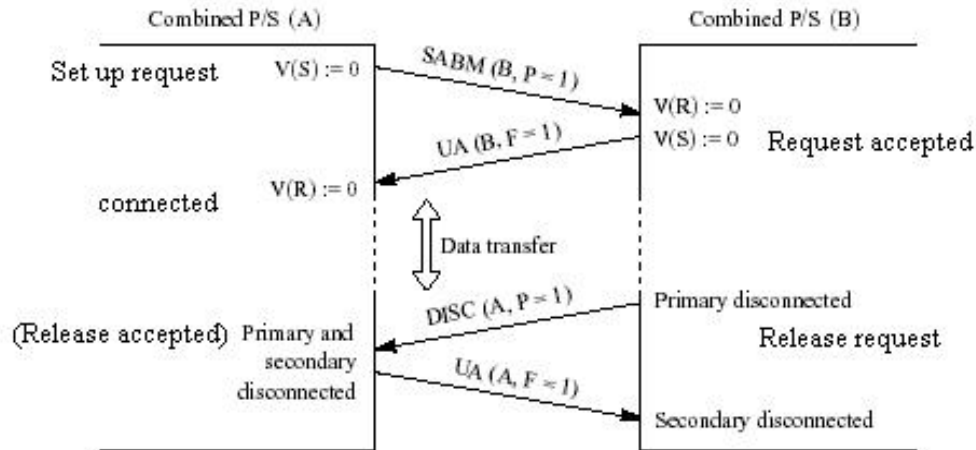 Combined P/S (A)
Combined P/S (B)
Set up request
V(S) := 0
SABM (B, P = 1)
V(R) := 0
UA (B, F = 1)
V(S) := 0
Request accepted
V(R) := 0
connected
Data transfer
DISC (A, P = 1)
Primary disconnected
(Release accepted)
Primary and
secondary
disconnected
Release request
UA (A, F = 1)
Secondary disconnected